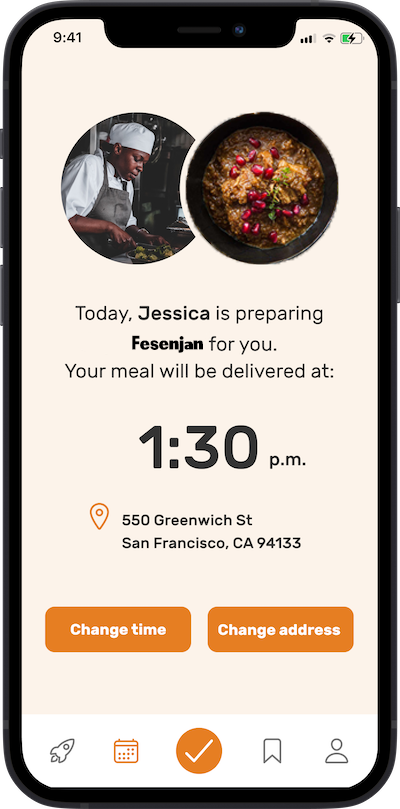 9:41
Today, Jessica is preparing
Fesenjan for you.
Your meal will be delivered at:
1:30 p.m.
550 Greenwich St
San Francisco, CA 94133
Change time
Change address